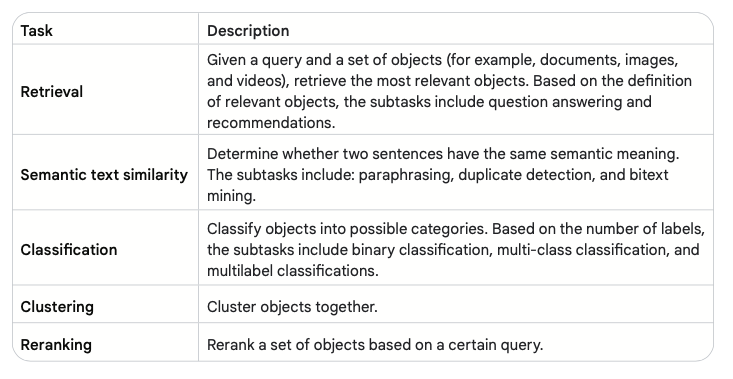 Task Description
Retrieval
Given a query and a set of objects (for example, documents, images,
and videos), retrieve the most relevant objects. Based on the definition
of relevant objects, the subtasks include question answering and
recommendations.
Semantic text similarity
Determine whether two sentences have the same semantic meaning.
The subtasks include: paraphrasing, duplicate detection, and bitext
mining.
Classification
Classify objects into possible categories. Based on the number of labels,
the subtasks include binary classification, multi-class classification, and
multilabel classifications.
Clustering
Cluster objects together.
Reranking
Rerank a set of objects based on a certain query.